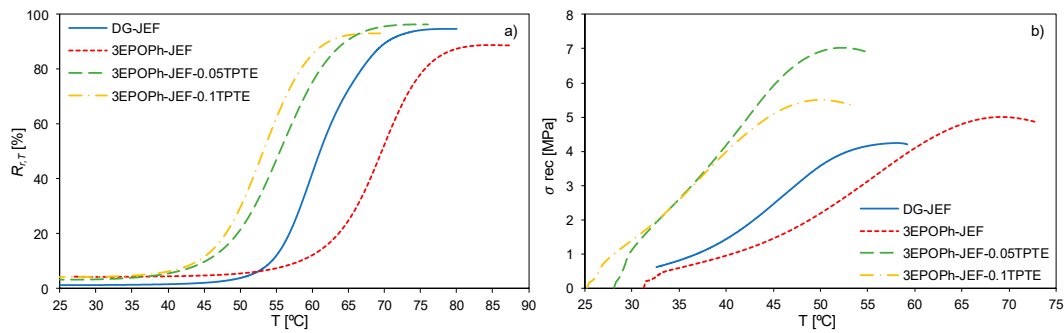 a)
100
80
60
40
20
0
R_{r,T} [%]
DG-JEF
3EPOPh-JEF
3EPOPh-JEF-0.05TPTE
3EPOPh-JEF-0.1TPTE
25 30 35 40 45 50 55 60 65 70 75 80 85 90
T [ºC]
b)
8
7
6
5
4
3
2
1
0
σ rec [MPa]
DG-JEF
3EPOPh-JEF
3EPOPh-JEF-0.05TPTE
3EPOPh-JEF-0.1TPTE
25 30 35 40 45 50 55 60 65 70 75
T [ºC]